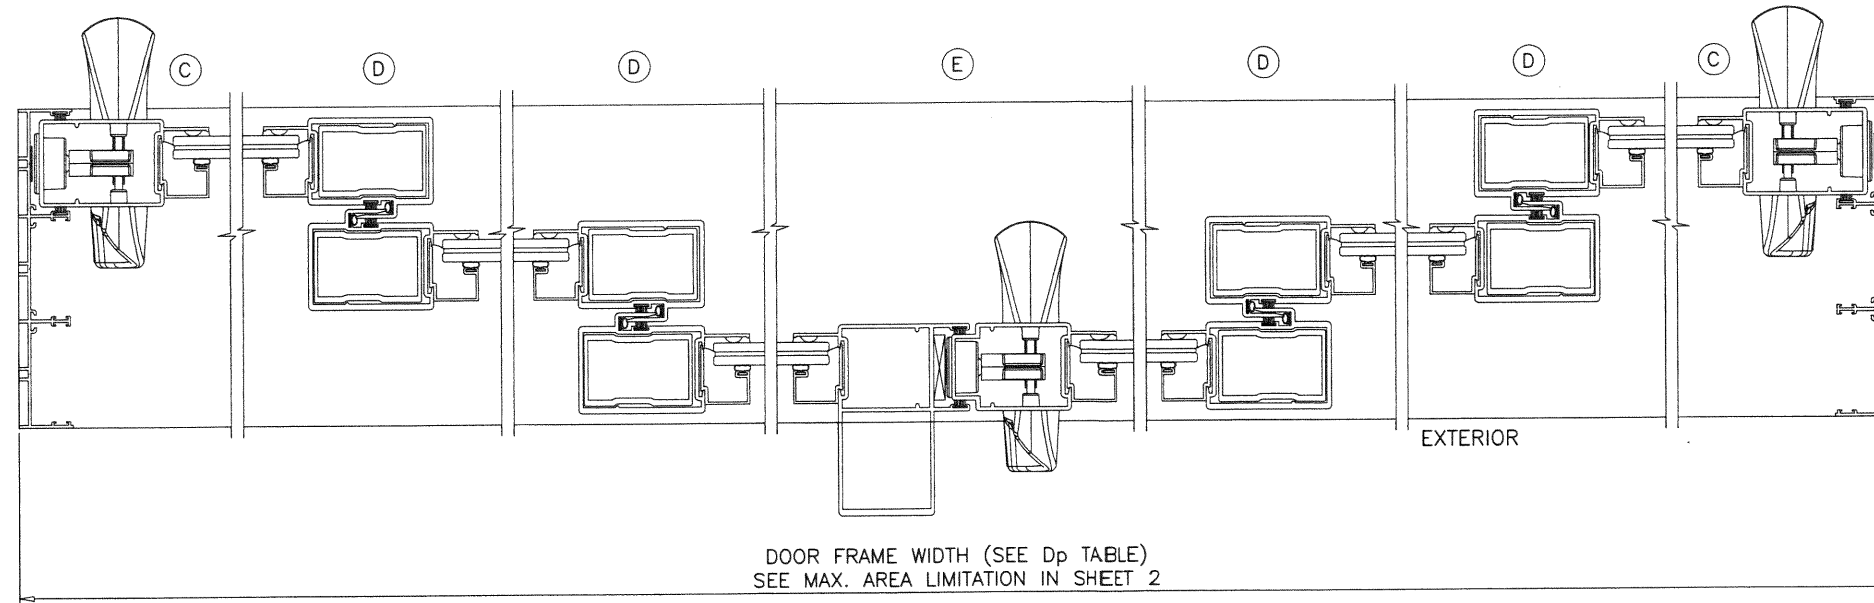 C
D
D
E
D
D
C
EXTERIOR
DOOR FRAME WIDTH (SEE Dp TABLE)
SEE MAX. AREA LIMITATION IN SHEET 2